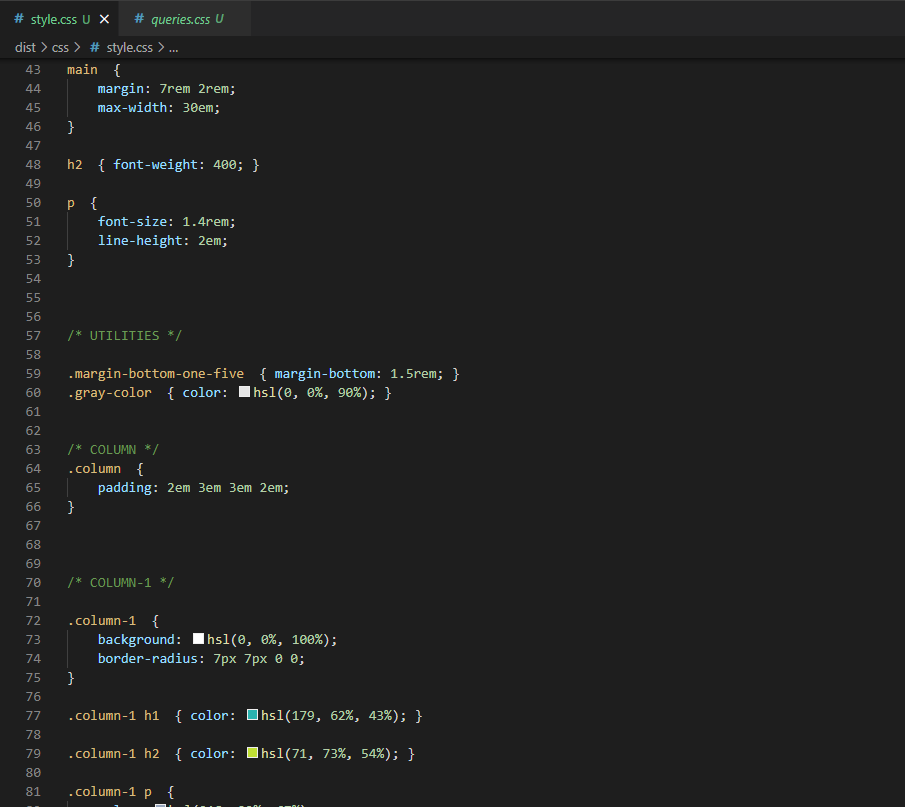 # style.css U × # queries.css U
dist > css > # style.css > ...
43 main {
44 margin: 7rem 2rem;
45 max-width: 30em;
46 }
47
48 h2 { font-weight: 400; }
49
50 p {
51 font-size: 1.4rem;
52 line-height: 2em;
53 }
54
55
56
57 /* UTILITIES */
58
59 .margin-bottom-one-five { margin-bottom: 1.5rem; }
60 .gray-color { color: hsl(0, 0%, 90%); }
61
62
63 /* COLUMN */
64 .column {
65 padding: 2em 3em 3em 2em;
66 }
67
68
69
70 /* COLUMN-1 */
71
72 .column-1 {
73 background: hsl(0, 0%, 100%);
74 border-radius: 7px 7px 0 0;
75 }
76
77 .column-1 h1 { color: hsl(179, 62%, 43%); }
78
79 .column-1 h2 { color: hsl(71, 73%, 54%); }
80
81 .column-1 p {